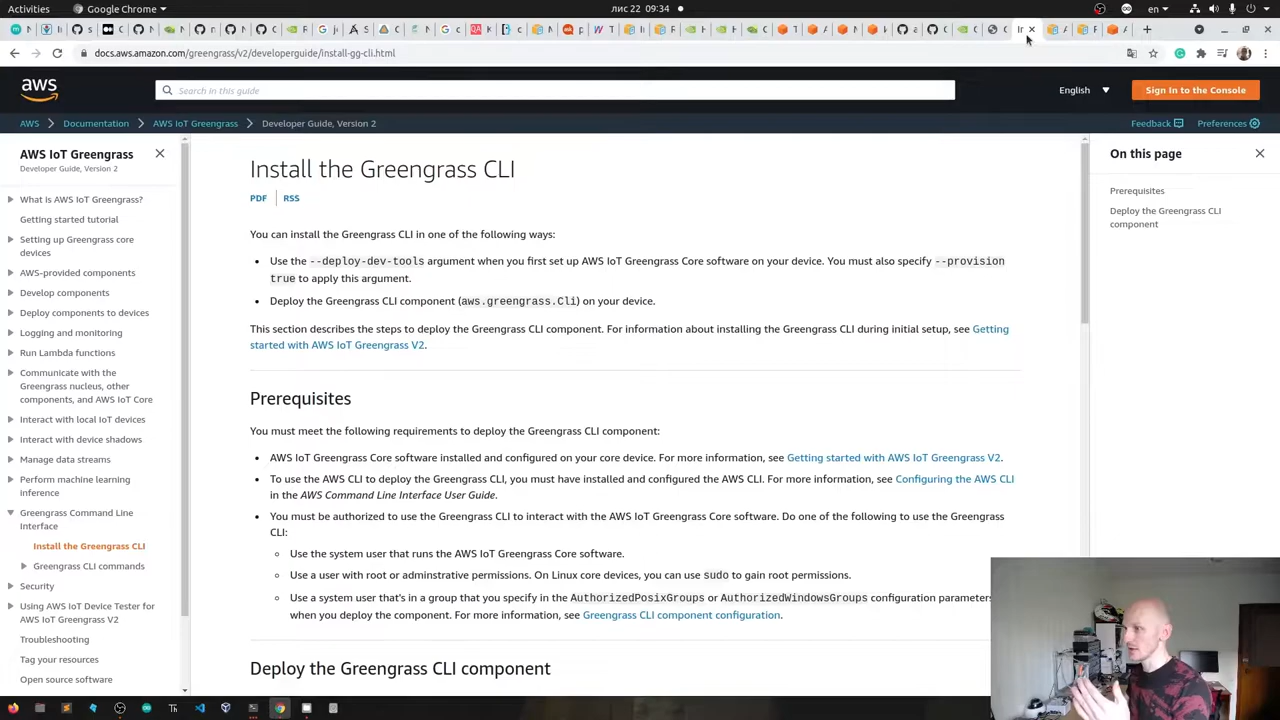 Activities
Google Chrome
лис 22 09:34
en
docs.aws.amazon.com/greengrass/v2/developerguide/install-gg-cli.html
aws
Search in this guide
English
Sign In to the Console
AWS
Documentation
AWS IoT Greengrass
Developer Guide, Version 2
Feedback
Preferences
AWS IoT Greengrass
Developer Guide, Version 2
What is AWS IoT Greengrass?
Getting started tutorial
Setting up Greengrass core
devices
AWS-provided components
Develop components
Deploy components to devices
Logging and monitoring
Run Lambda functions
Communicate with the
Greengrass nucleus, other
components, and AWS IoT Core
Interact with local IoT devices
Interact with device shadows
Manage data streams
Perform machine learning
inference
Greengrass Command Line
Interface
Install the Greengrass CLI
Greengrass CLI commands
Security
Using AWS IoT Device Tester for
AWS IoT Greengrass V2
Troubleshooting
Tag your resources
Open source software
Install the Greengrass CLI
PDF
RSS
You can install the Greengrass CLI in one of the following ways:
Use the --deploy-dev-tools argument when you first set up AWS IoT Greengrass Core software on your device. You must also specify --provision
true to apply this argument.
Deploy the Greengrass CLI component (aws.greengrass.Cli) on your device.
This section describes the steps to deploy the Greengrass CLI component. For information about installing the Greengrass CLI during initial setup, see Getting
started with AWS IoT Greengrass V2.
Prerequisites
You must meet the following requirements to deploy the Greengrass CLI component:
AWS IoT Greengrass Core software installed and configured on your core device. For more information, see Getting started with AWS IoT Greengrass V2.
To use the AWS CLI to deploy the Greengrass CLI, you must have installed and configured the AWS CLI. For more information, see Configuring the AWS CLI
in the AWS Command Line Interface User Guide.
You must be authorized to use the Greengrass CLI to interact with the AWS IoT Greengrass Core software. Do one of the following to use the Greengrass
CLI:
Use the system user that runs the AWS IoT Greengrass Core software.
Use a user with root or adminstrative permissions. On Linux core devices, you can use sudo to gain root permissions.
Use a system user that's in a group that you specify in the AuthorizedPosixGroups or AuthorizedWindowsGroups configuration parameters
when you deploy the component. For more information, see Greengrass CLI component configuration.
Deploy the Greengrass CLI component
On this page
Prerequisites
Deploy the Greengrass CLI
component